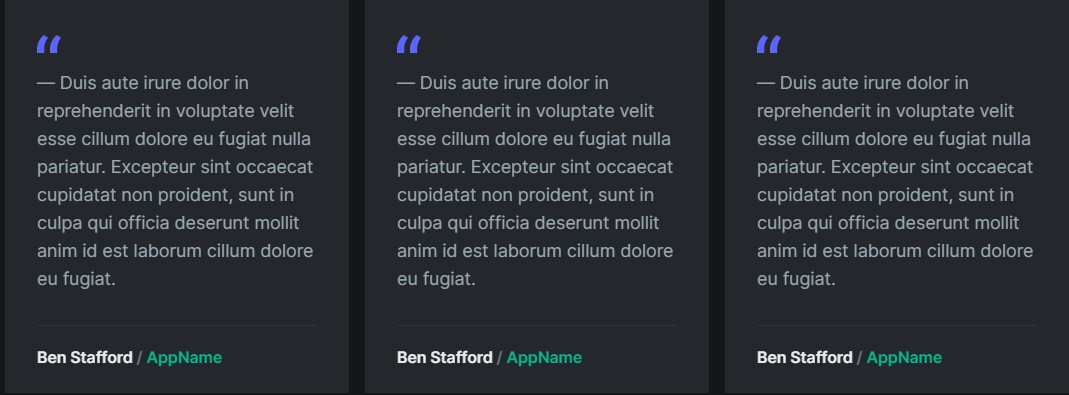 “
— Duis aute irure dolor in
reprehenderit in voluptate velit
esse cillum dolore eu fugiat nulla
pariatur. Excepteur sint occaecat
cupidatat non proident, sunt in
culpa qui officia deserunt mollit
anim id est laborum cillum dolore
eu fugiat.
Ben Stafford / AppName
“
— Duis aute irure dolor in
reprehenderit in voluptate velit
esse cillum dolore eu fugiat nulla
pariatur. Excepteur sint occaecat
cupidatat non proident, sunt in
culpa qui officia deserunt mollit
anim id est laborum cillum dolore
eu fugiat.
Ben Stafford / AppName
“
— Duis aute irure dolor in
reprehenderit in voluptate velit
esse cillum dolore eu fugiat nulla
pariatur. Excepteur sint occaecat
cupidatat non proident, sunt in
culpa qui officia deserunt mollit
anim id est laborum cillum dolore
eu fugiat.
Ben Stafford / AppName